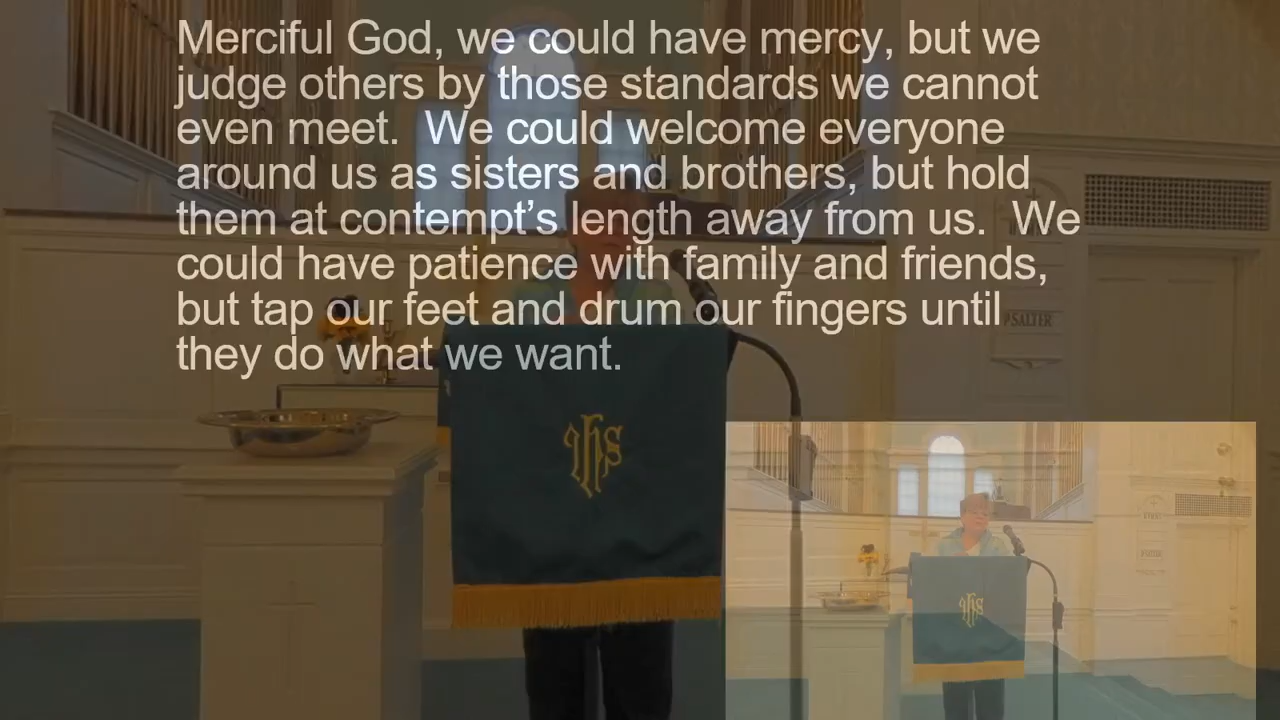 Merciful God, we could have mercy, but we
judge others by those standards we cannot
even meet.  We could welcome everyone
around us as sisters and brothers, but hold
them at contempt’s length away from us.  We
could have patience with family and friends,
but tap our feet and drum our fingers until
they do what we want.
PSALTER
IHS
PSALTER
IHS